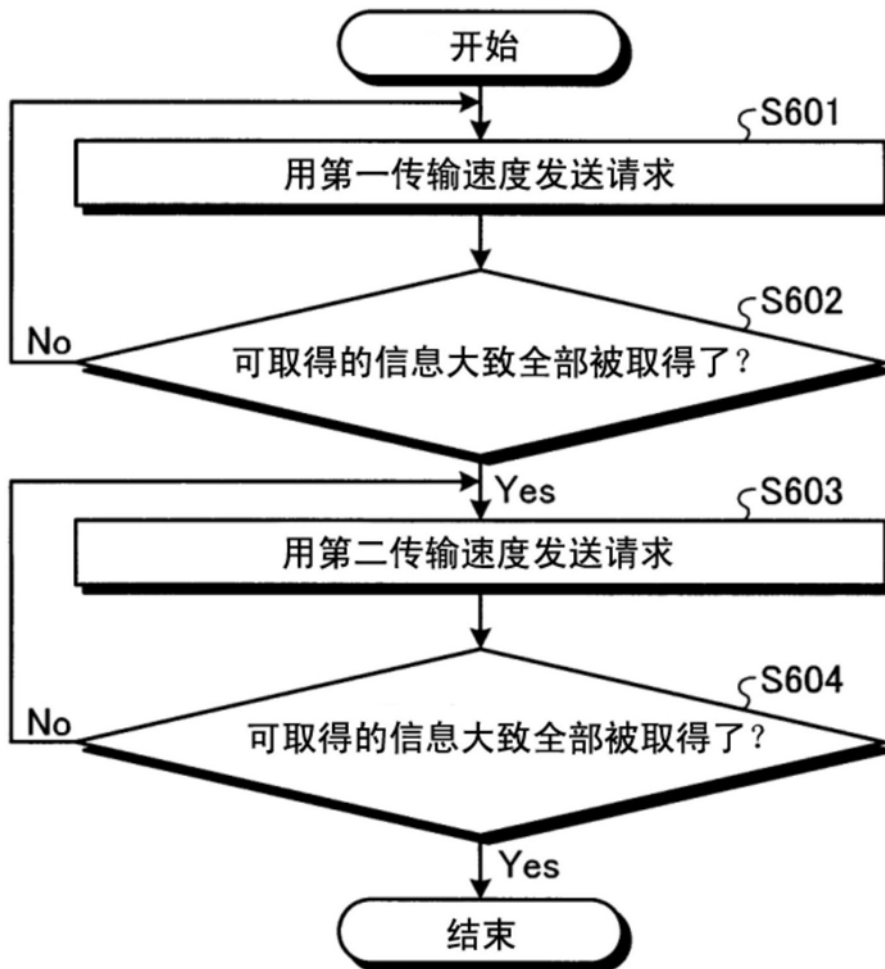 开始
S601
用第一传输速度发送请求
S602
No
可取得的信息大致全部被取得了？
Yes
S603
用第二传输速度发送请求
S604
No
可取得的信息大致全部被取得了？
Yes
结束